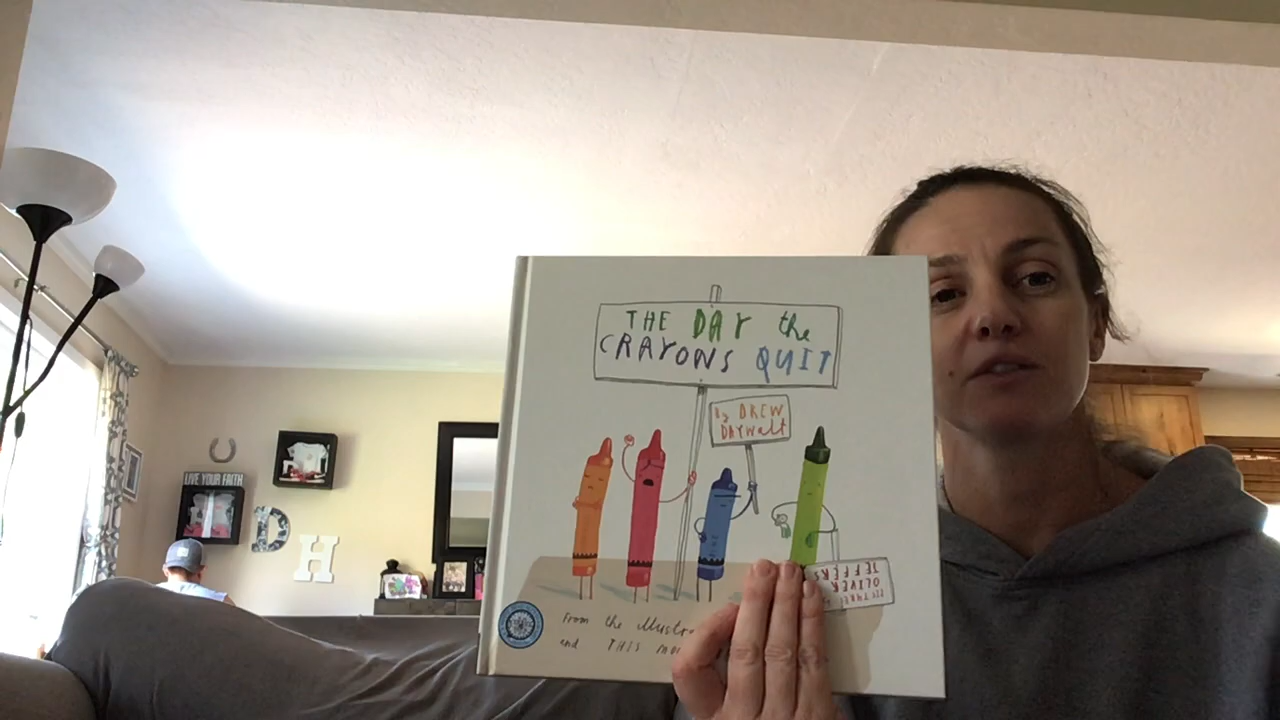 THE DAY the
CRAYONS QUIT
By DREW
DAYWalt
PICTURES
OLIVER
JEFFERS
From the illustr
and THIS MO
LIVE YOUR FAITH
D
H